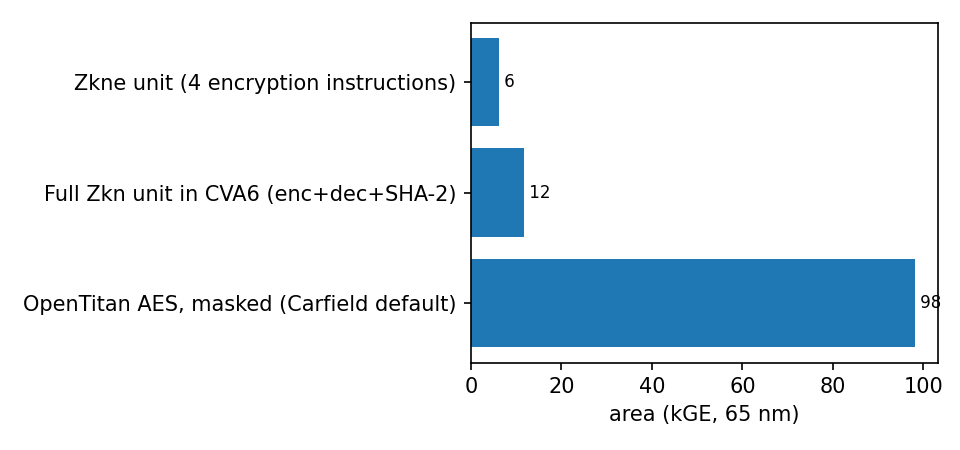 Zkne unit (4 encryption instructions)
6
Full Zkn unit in CVA6 (enc+dec+SHA-2)
12
OpenTitan AES, masked (Carfield default)
98
0 20 40 60 80 100
area (kGE, 65 nm)